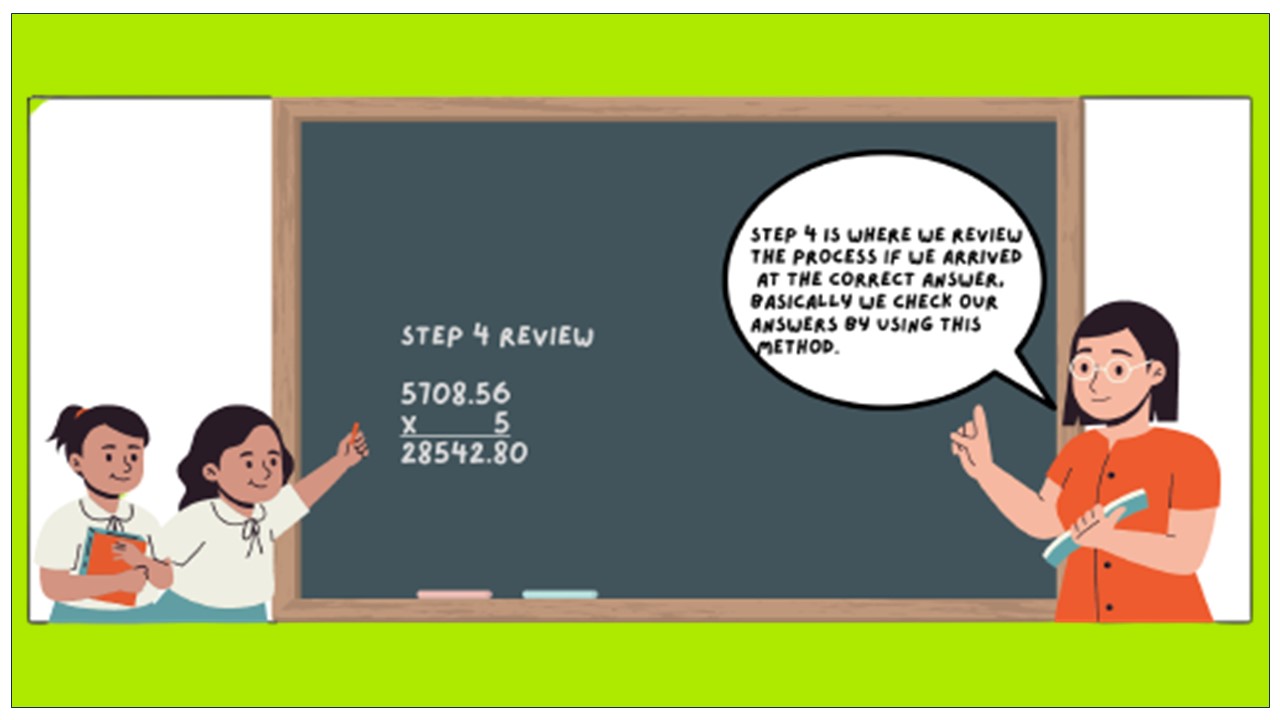 STEP 4 IS WHERE WE REVIEW
THE PROCESS IF WE ARRIVED
AT THE CORRECT ANSWER.
BASICALLY WE CHECK OUR
ANSWERS BY USING THIS
METHOD.
STEP 4 REVIEW
5708.56
x 5
28542.80